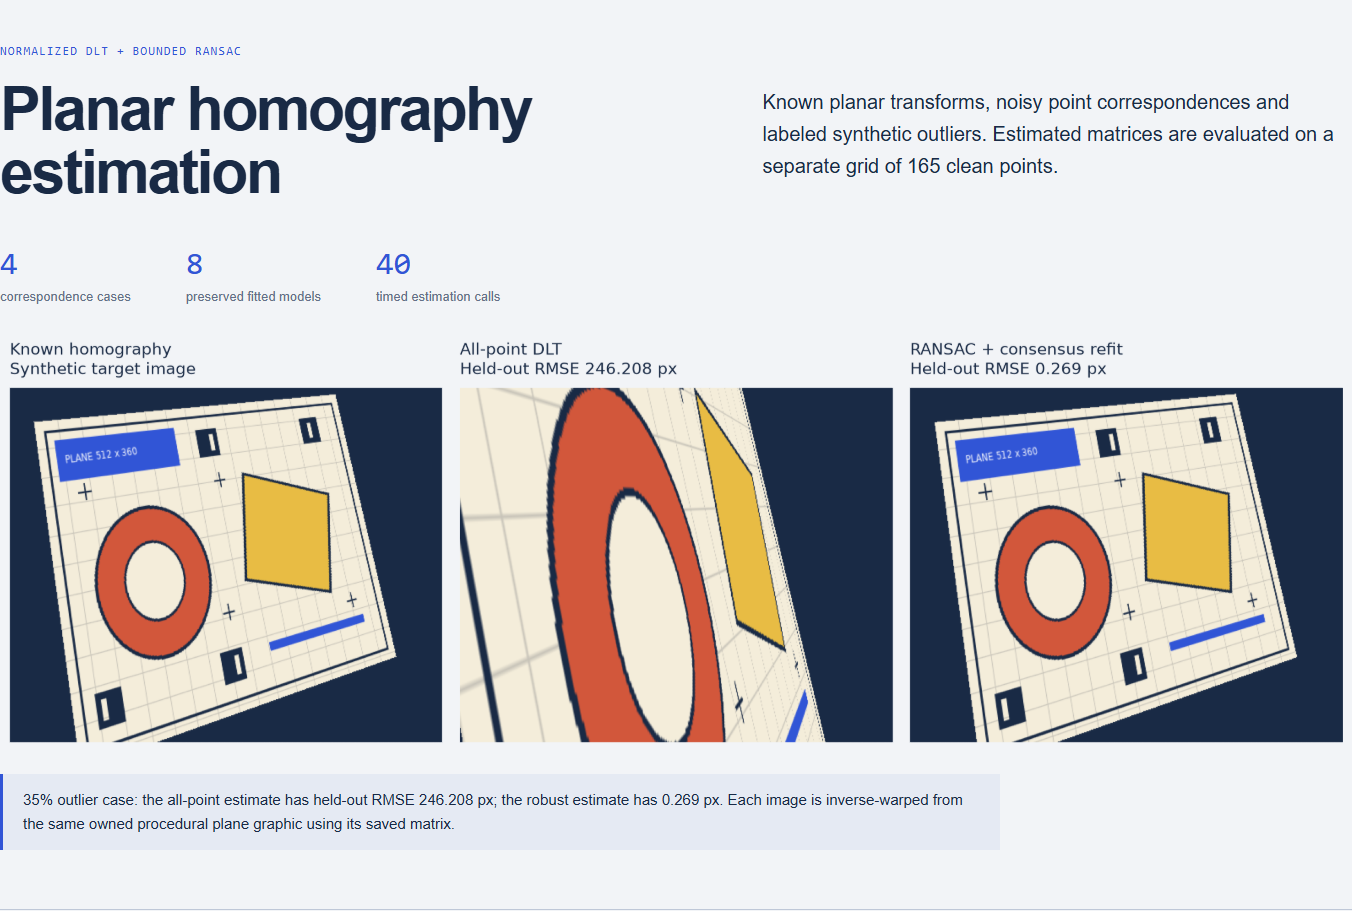 NORMALIZED DLT + BOUNDED RANSAC
Planar homography
estimation
Known planar transforms, noisy point correspondences and
labeled synthetic outliers. Estimated matrices are evaluated on a
separate grid of 165 clean points.
4
correspondence cases
8
preserved fitted models
40
timed estimation calls
Known homography
Synthetic target image
PLANE 512 x 360
All-point DLT
Held-out RMSE 246.208 px
RANSAC + consensus refit
Held-out RMSE 0.269 px
PLANE 512 x 360
35% outlier case: the all-point estimate has held-out RMSE 246.208 px; the robust estimate has 0.269 px. Each image is inverse-warped from
the same owned procedural plane graphic using its saved matrix.